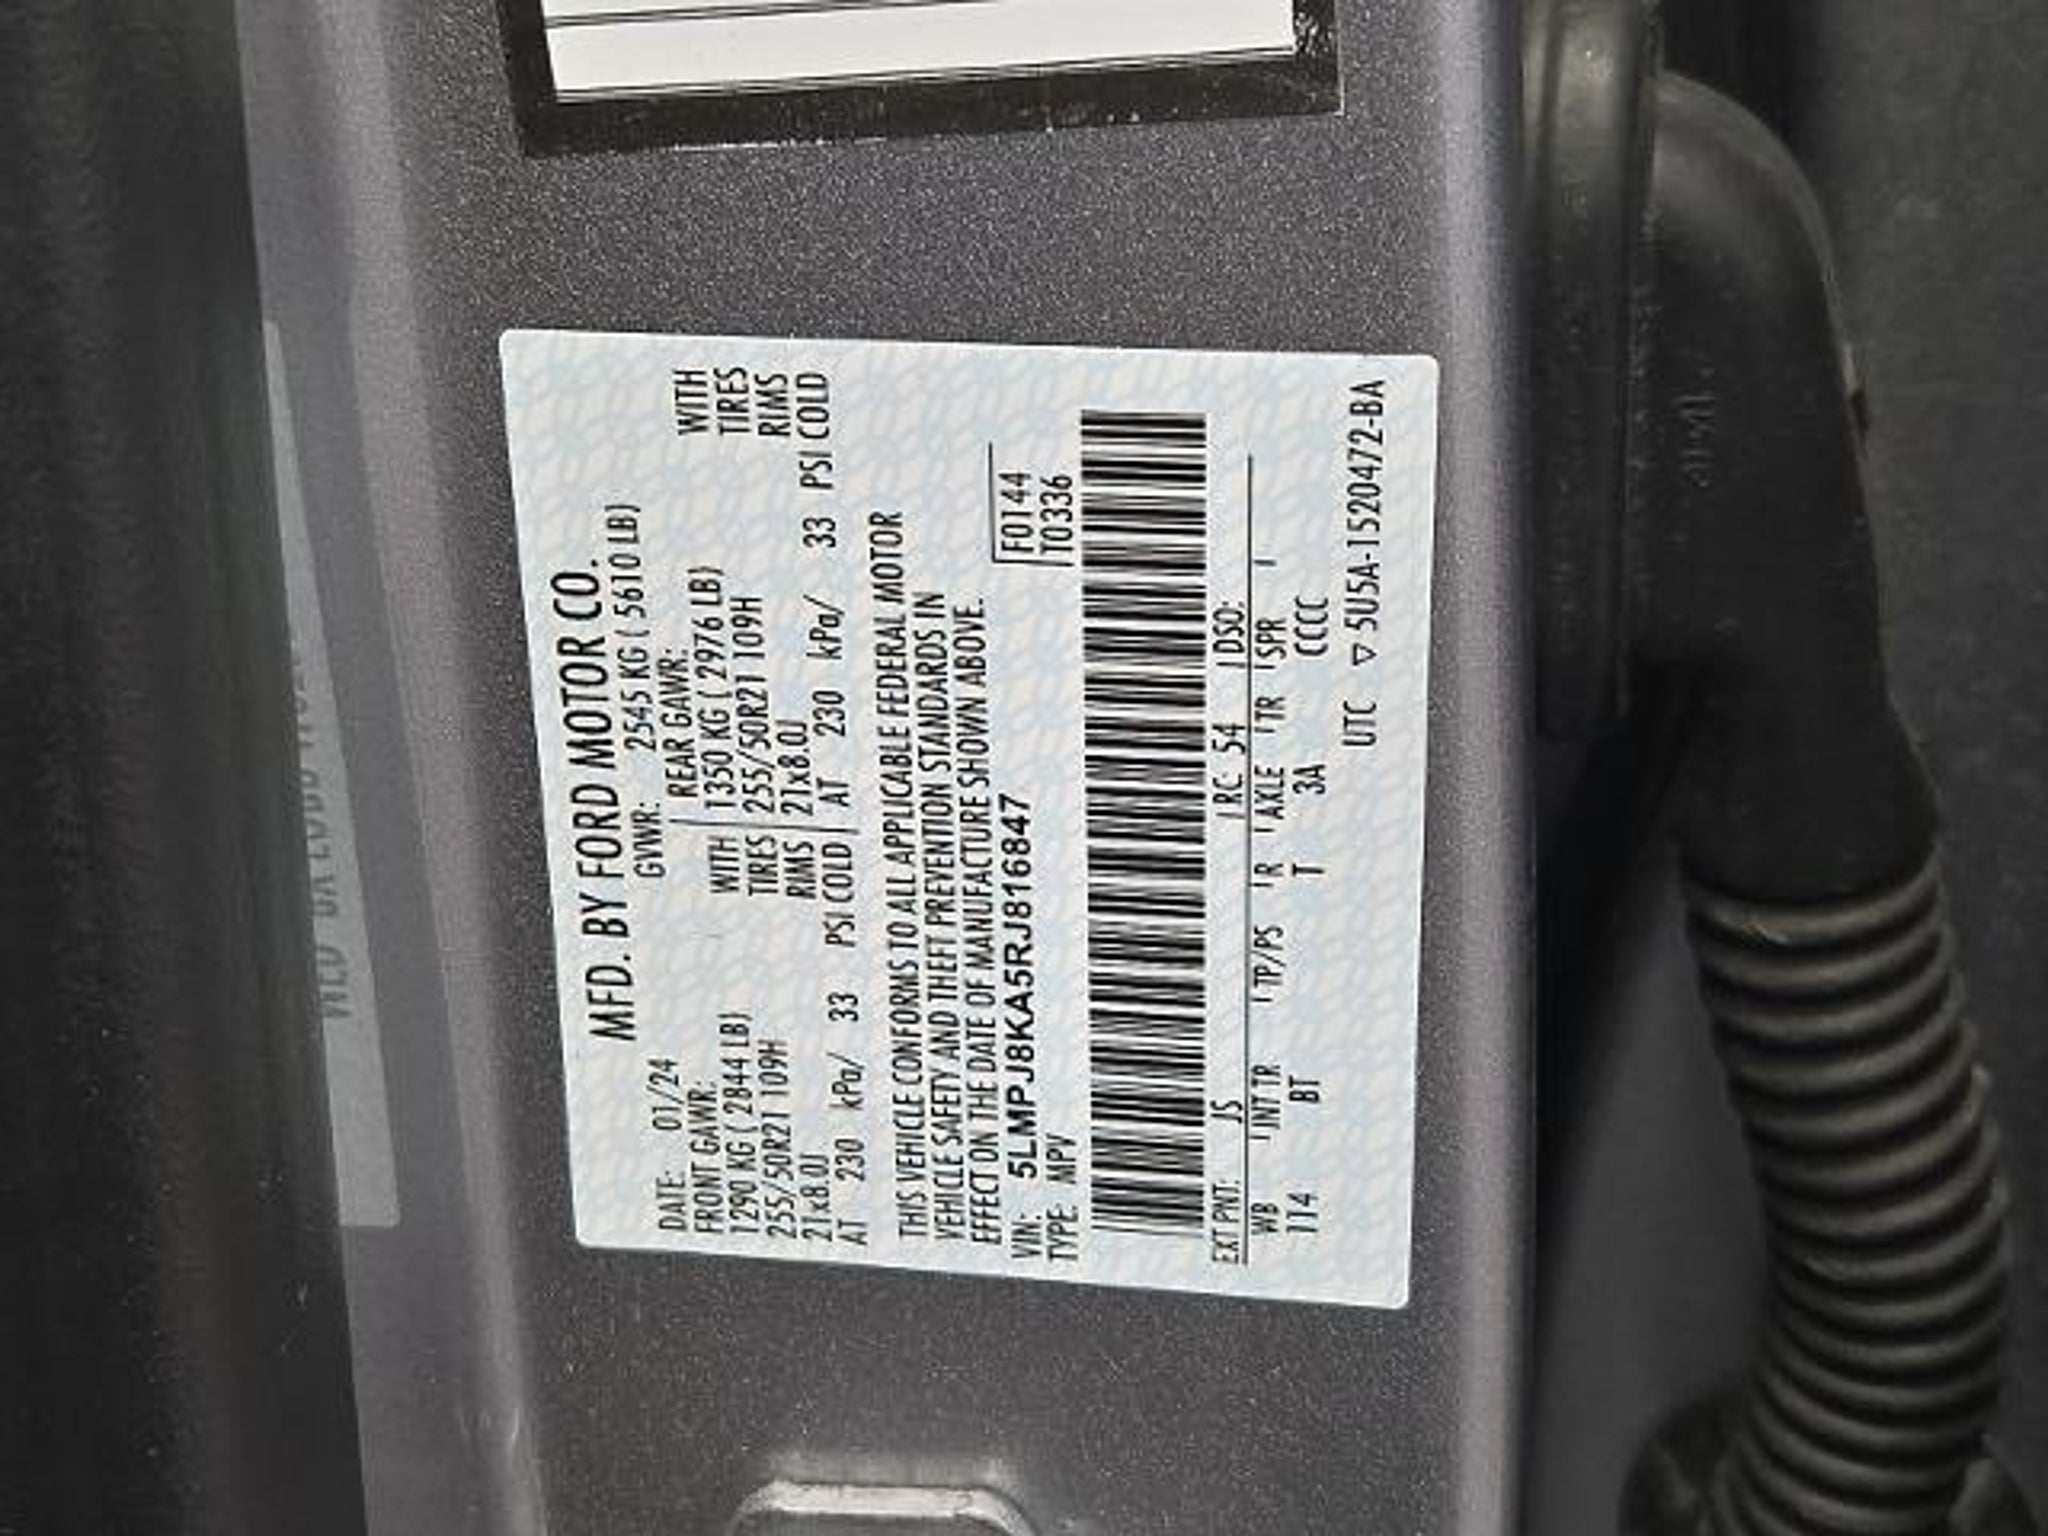 MFD. BY FORD MOTOR CO.
DATE: 01/24 GVWR: 2545 KG ( 5610 LB)
FRONT GAWR: REAR GAWR:
1290 KG ( 2844 LB) WITH 1350 KG ( 2976 LB) WITH
255/50R21 109H TIRES 255/50R21 109H TIRES
21x8.0J RIMS 21x8.0J RIMS
AT 230 kPa/ 33 PSI COLD AT 230 kPa/ 33 PSI COLD
THIS VEHICLE CONFORMS TO ALL APPLICABLE FEDERAL MOTOR
VEHICLE SAFETY AND THEFT PREVENTION STANDARDS IN
EFFECT ON THE DATE OF MANUFACTURE SHOWN ABOVE.
VIN: 5LMPJ8KA5RJ816847 F0144
TYPE: MPV T0336
EXT PNT: JS RC: 54 DSO:
WB INT TR TP/PS R AXLE TR SPR
114 BT T 3A CCCC
UTC ▽ 5U5A-1520472-BA